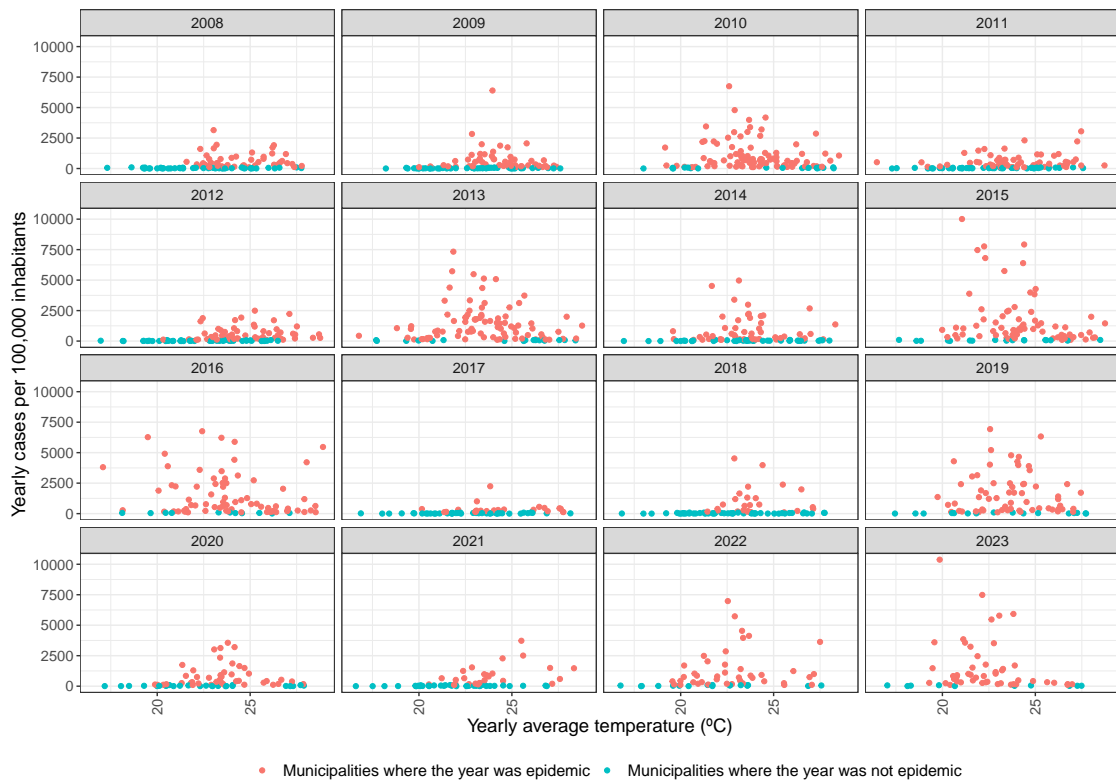 2008 2009 2010 2011
10000
7500
5000
2500
0
2012 2013 2014 2015
10000
7500
5000
2500
0
2016 2017 2018 2019
10000
7500
5000
2500
0
2020 2021 2022 2023
10000
7500
5000
2500
0
Yearly cases per 100,000 inhabitants
20 25 20 25 20 25 20 25
Yearly average temperature (ºC)
Municipalities where the year was epidemic Municipalities where the year was not epidemic